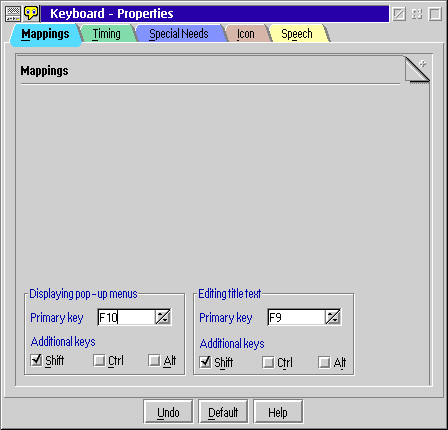 Keyboard - Properties
Mappings Timing Special Needs Icon Speech
Mappings
Displaying pop-up menus Editing title text
Primary key F10 Primary key F9
Additional keys Additional keys
Shift Ctrl Alt Shift Ctrl Alt
Undo Default Help